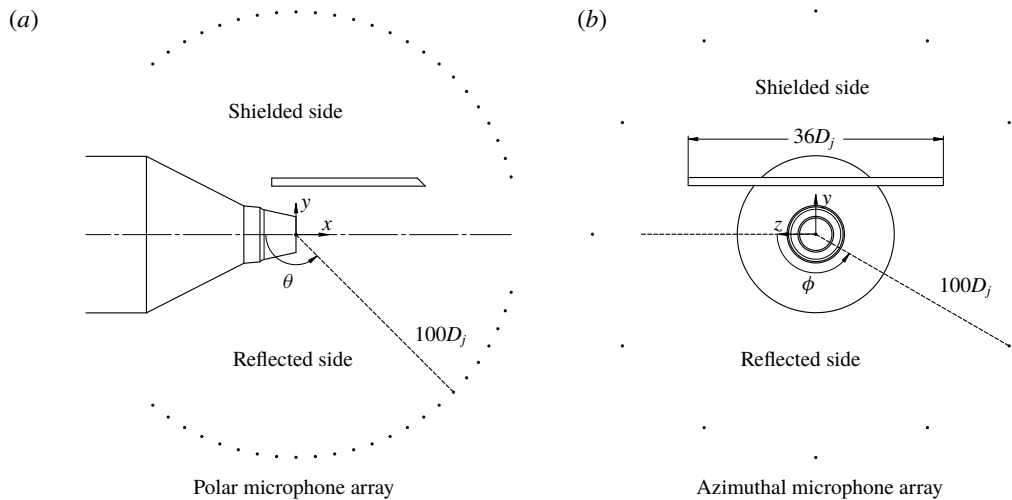 (a)
Shielded side
y
x
θ
100D_j
Reflected side
Polar microphone array
(b)
Shielded side
36D_j
y
z
ϕ
100D_j
Reflected side
Azimuthal microphone array